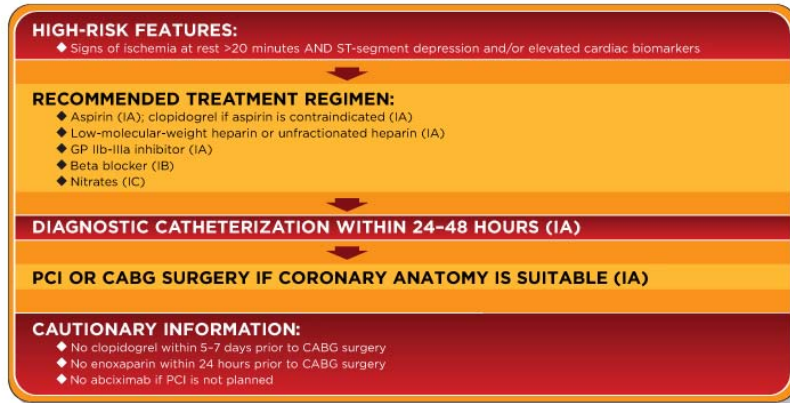 HIGH-RISK FEATURES:
◆ Signs of ischemia at rest >20 minutes AND ST-segment depression and/or elevated cardiac biomarkers
RECOMMENDED TREATMENT REGIMEN:
◆ Aspirin (IA); clopidogrel if aspirin is contraindicated (IA)
◆ Low-molecular-weight heparin or unfractionated heparin (IA)
◆ GP IIb-IIIa inhibitor (IA)
◆ Beta blocker (IB)
◆ Nitrates (IC)
DIAGNOSTIC CATHETERIZATION WITHIN 24–48 HOURS (IA)
PCI OR CABG SURGERY IF CORONARY ANATOMY IS SUITABLE (IA)
CAUTIONARY INFORMATION:
◆ No clopidogrel within 5–7 days prior to CABG surgery
◆ No enoxaparin within 24 hours prior to CABG surgery
◆ No abciximab if PCI is not planned